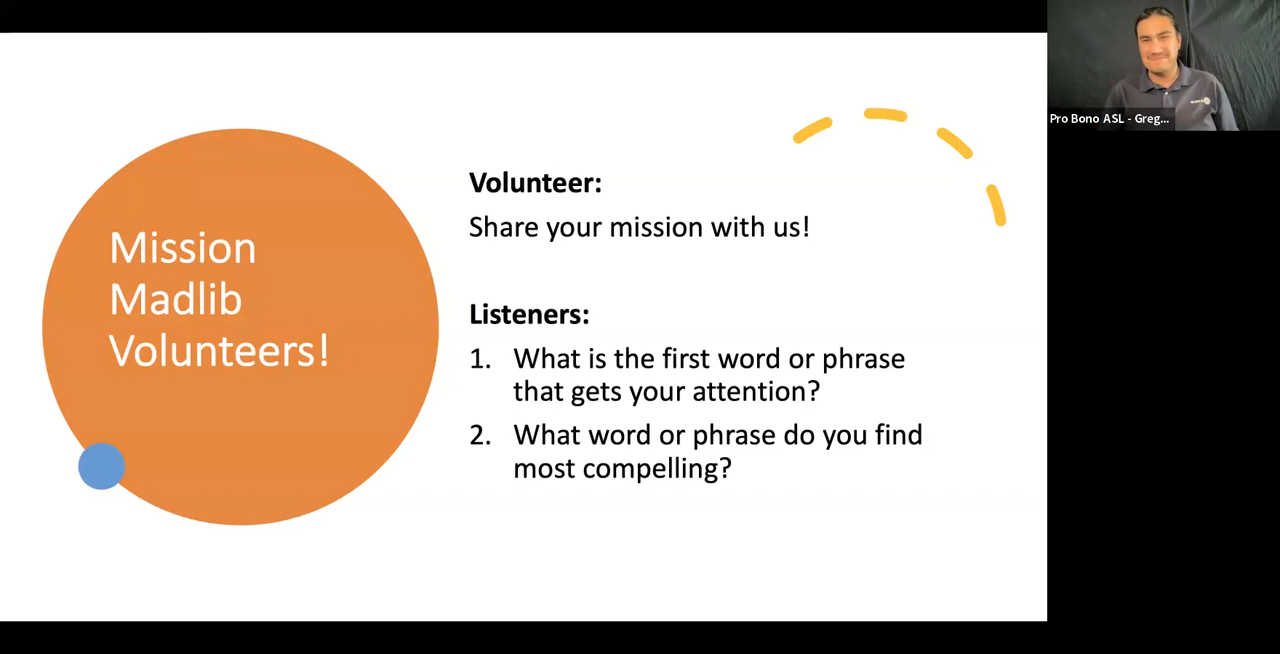 Mission
Madlib
Volunteers!
Volunteer:
Share your mission with us!
Listeners:
1. What is the first word or phrase
that gets your attention?
2. What word or phrase do you find
most compelling?
Pro Bono ASL - Greg...